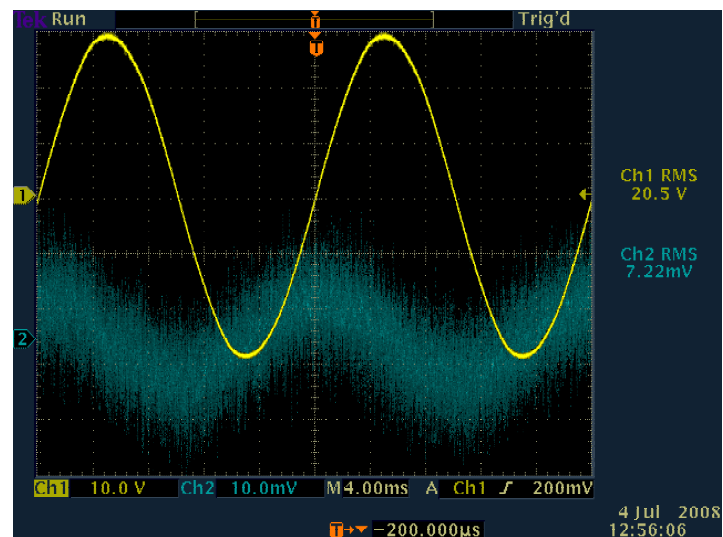 Tek Run
Trig'd
T
T
1
Ch1 RMS
20.5 V
Ch2 RMS
7.22mV
2
Ch1 10.0 V Ch2 10.0mV M4.00ms A Ch1 ƒ 200mV
T→▼ -200.000µs
4 Jul 2008
12:56:06